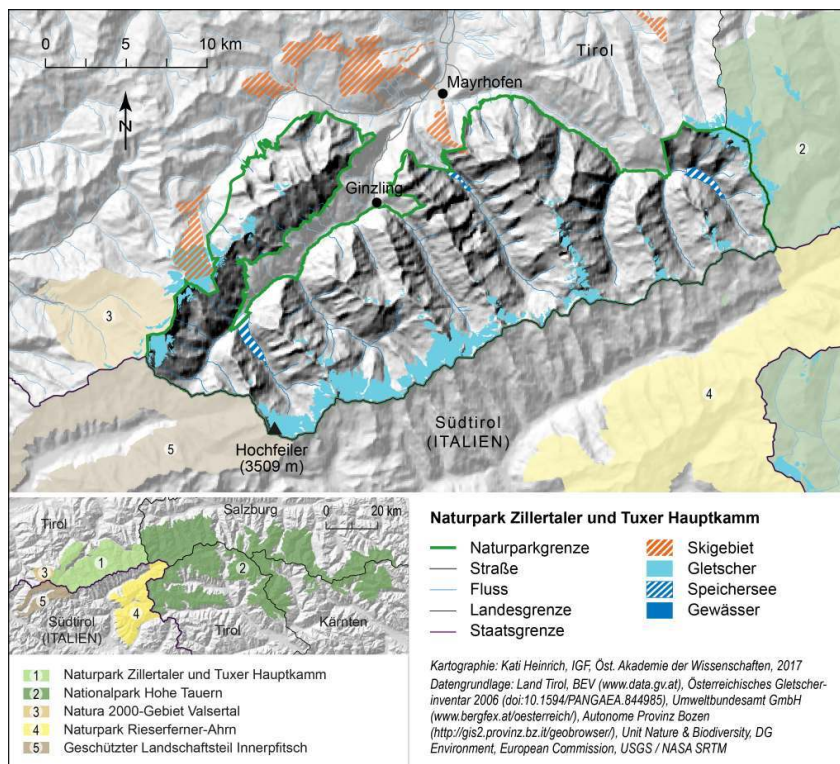 0 5 10 km
Tirol
Mayrhofen
N
2
Ginzling
3
4
Südtirol
(ITALIEN)
5
Hochfeiler
(3509 m)
Salzburg
0 20 km
Tirol
1
2
3
5
4
Südtirol
(ITALIEN)
Tirol
Kärnten
1 Naturpark Zillertaler und Tuxer Hauptkamm
2 Nationalpark Hohe Tauern
3 Natura 2000-Gebiet Valsertal
4 Naturpark Rieserferner-Ahrn
5 Geschützter Landschaftsteil Innerpfitsch
Naturpark Zillertaler und Tuxer Hauptkamm
Naturparkgrenze
Straße
Fluss
Landesgrenze
Staatsgrenze
Skigebiet
Gletscher
Speichersee
Gewässer
Kartographie: Kati Heinrich, IGF, Öst. Akademie der Wissenschaften, 2017
Datengrundlage: Land Tirol, BEV (www.data.gv.at), Österreichisches Gletscher-
inventar 2006 (doi:10.1594/PANGAEA.844985), Umweltbundesamt GmbH
(www.bergfex.at/oesterreich/), Autonome Provinz Bozen
(http://gis2.provinz.bz.it/geobrowser/), Unit Nature & Biodiversity, DG
Environment, European Commission, USGS / NASA SRTM